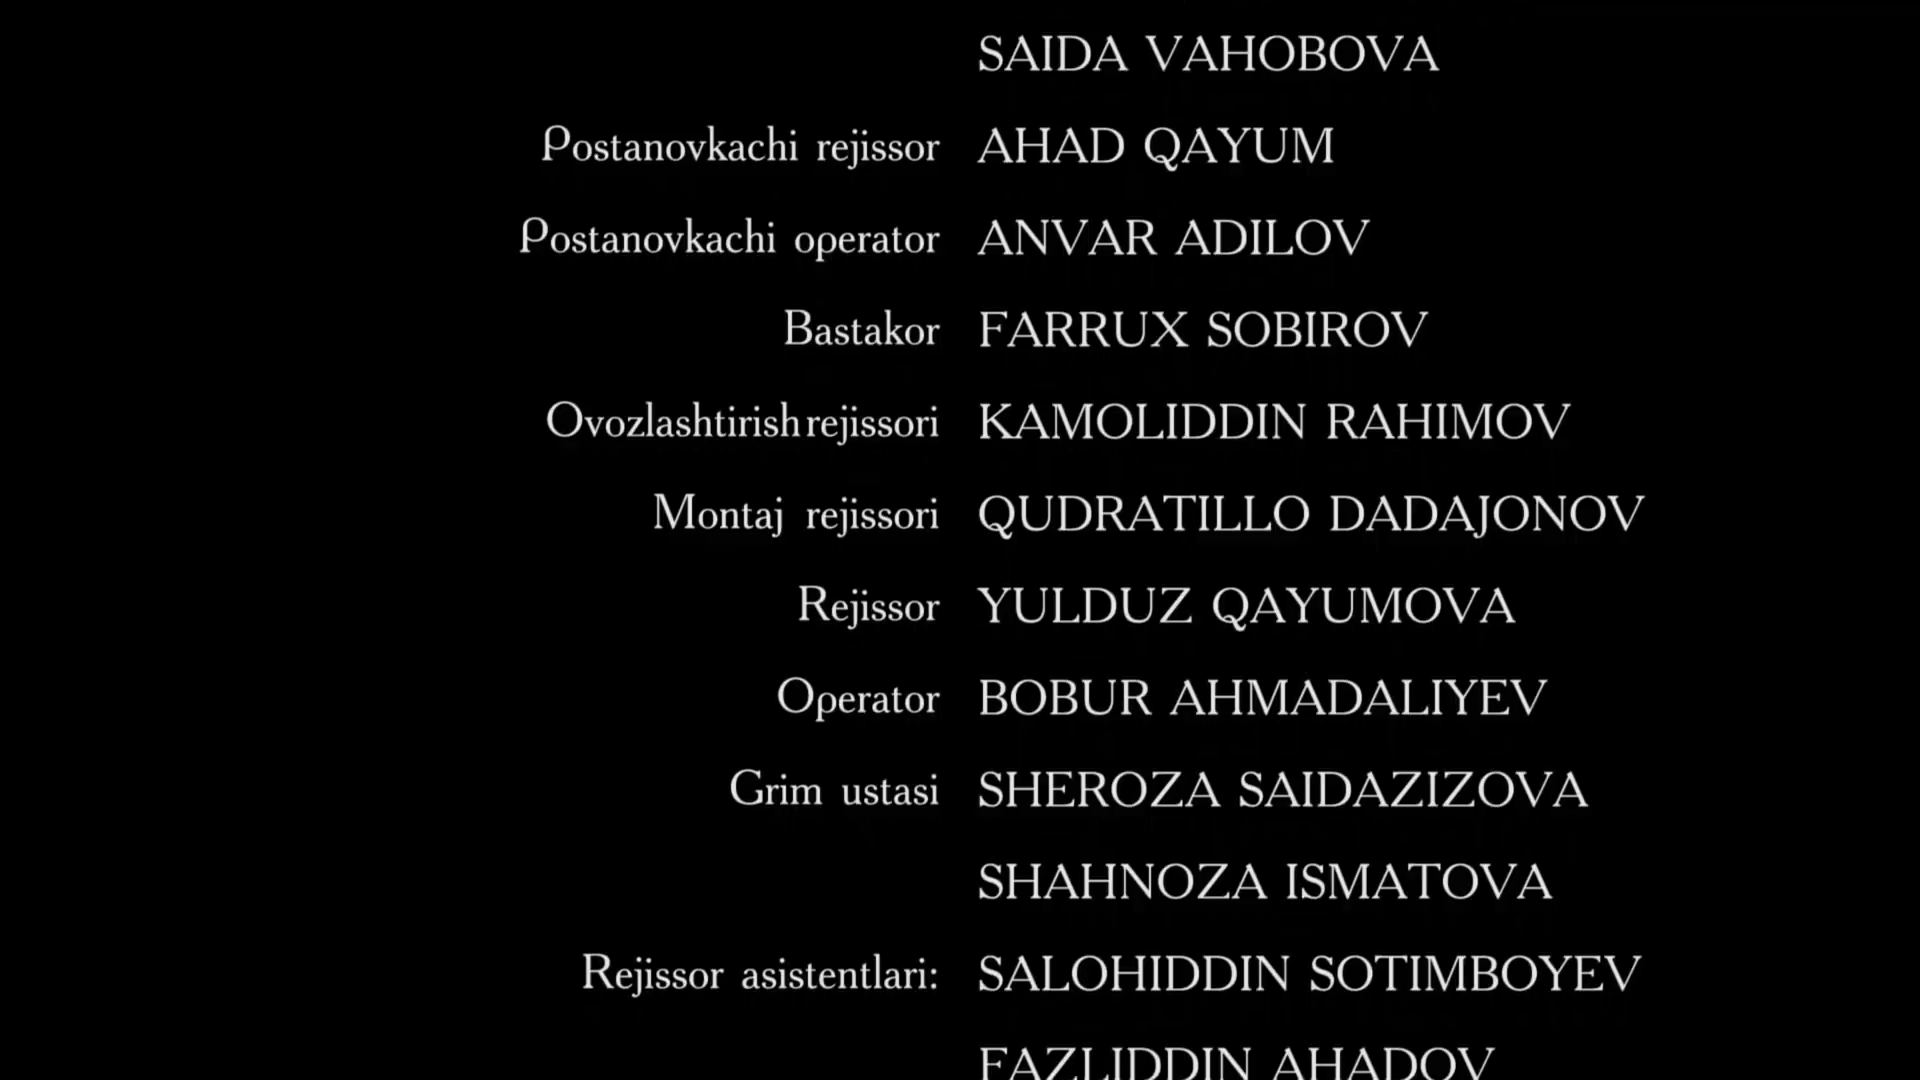 SAIDA VAHOBOVA
Postanovkachi rejissor AHAD QAYUM
Postanovkachi operator ANVAR ADILOV
Bastakor FARRUX SOBIROV
Ovozlashtirish rejissori KAMOLIDDIN RAHIMOV
Montaj rejissori QUDRATILLO DADAJONOV
Rejissor YULDUZ QAYUMOVA
Operator BOBUR AHMADALIYEV
Grim ustasi SHEROZA SAIDAZIZOVA
SHAHNOZA ISMATOVA
Rejissor asistentlari: SALOHIDDIN SOTIMBOYEV
FAZLIDDIN AHADOV